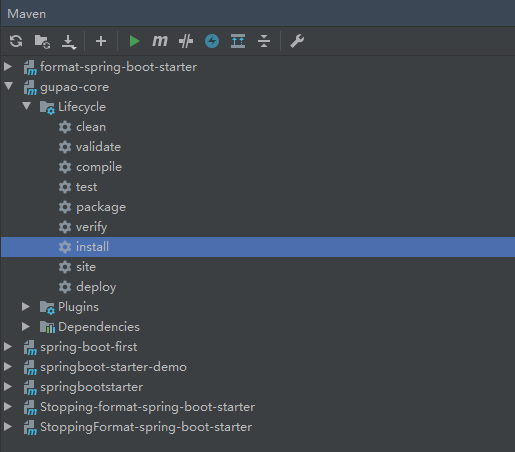 Maven
m
format-spring-boot-starter
gupao-core
Lifecycle
clean
validate
compile
test
package
verify
install
site
deploy
Plugins
Dependencies
spring-boot-first
springboot-starter-demo
springbootstarter
Stopping-format-spring-boot-starter
StoppingFormat-spring-boot-starter